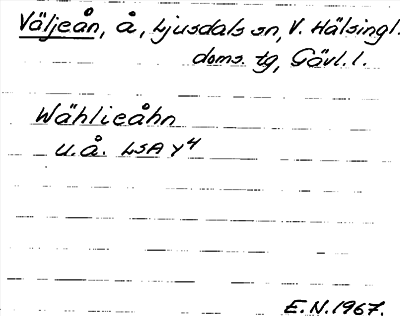 Väljeån, å, Ljusdals sn, V. Hälsingl.
doms. tg, Gävl. l.
Wählieåhn
u.å. LSA Y4
E.N. 1967.